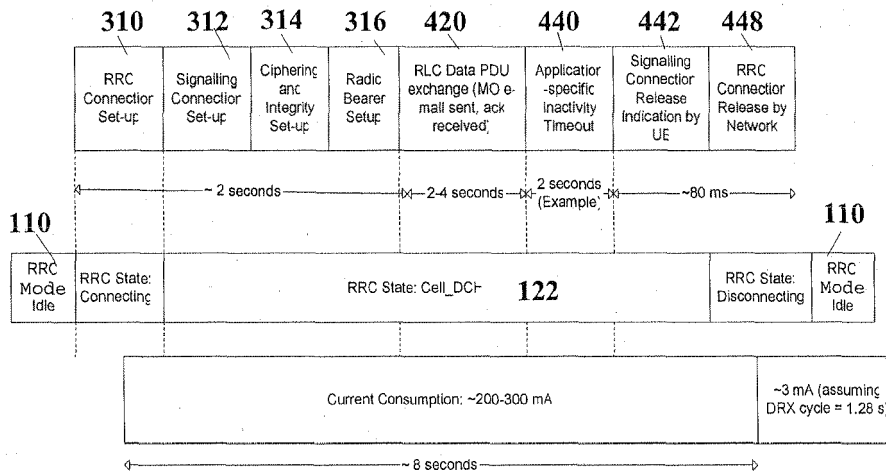 310 312 314 316 420 440 442 448
RRC
Connection
Set-up
Signalling
Connection
Set-up
Ciphering
and
Integrity
Set-up
Radio
Bearer
Setup
RLC Data PDU
exchange (MO e-
mail sent, ack
received)
Application
-specific
Inactivity
Timeout
Signalling
Connection
Release
Indication by
UE
RRC
Connection
Release by
Network
~ 2 seconds
2-4 seconds
2 seconds
(Example)
~80 ms
110
110
RRC
Mode
Idle
RRC State:
Connecting
RRC State: Cell_DCH
122
RRC State:
Disconnecting
RRC
Mode
Idle
Current Consumption: ~200-300 mA
~3 mA (assuming
DRX cycle = 1.28 s)
~ 8 seconds